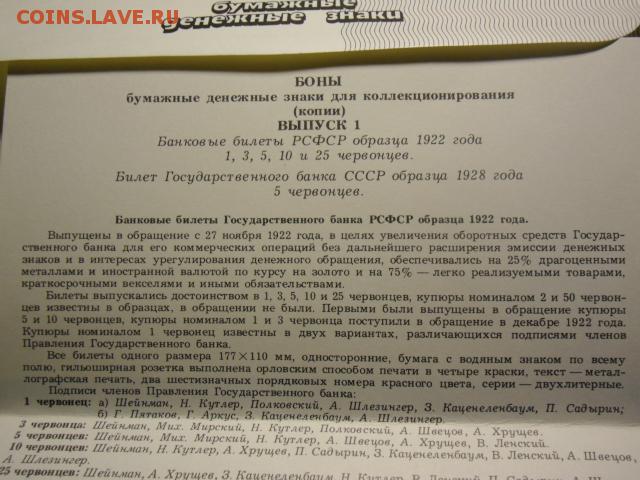 COINS.LAVE.RU
бумажные
денежные знаки
БОНЫ
бумажные денежные знаки для коллекционирования
(копии)
ВЫПУСК 1
Банковые билеты РСФСР образца 1922 года
1, 3, 5, 10 и 25 червонцев.
Билет Государственного банка СССР образца 1928 года
5 червонцев.
Банковые билеты Государственного банка РСФСР образца 1922 года.
Выпущены в обращение с 27 ноября 1922 года, в целях увеличения оборотных средств Государ-
ственного банка для его коммерческих операций без дальнейшего расширения эмиссии денежных
знаков и в интересах урегулирования денежного обращения, обеспечивались на 25% драгоценными
металлами и иностранной валютой по курсу на золото и на 75% — легко реализуемыми товарами,
краткосрочными векселями и иными обязательствами.
Билеты выпускались достоинством в 1, 3, 5, 10 и 25 червонцев, купюры номиналом 2 и 50 червон-
цев известны в образцах, в обращении не были. Первыми были выпущены в обращение купюры
5 и 10 червонцев, купюры номиналом 1 и 3 червонца поступили в обращение в декабре 1922 года.
Купюры номиналом 1 червонец известны в двух вариантах, различающихся подписями членов
Правления Государственного банка.
Все билеты одного размера 177×110 мм, односторонние, бумага с водяным знаком по всему
полю, гильоширная розетка выполнена орловским способом печати в четыре краски, текст — метал-
лографская печать, два шестизначных порядковых номера красного цвета, серии — двухлитерные.
Подписи членов Правления Государственного банка:
1 червонец: а) Шейнман, Н. Кутлер, Полковский, А. Шлезингер, З. Каценеленбаум, П. Садырин;
б) Г. Пятаков, Г. Аркус, З. Каценеленбаум, А. Шлезингер.
3 червонца: Шейнман, Мих. Мирский, Н. Кутлер, Полковский, А. Швецов, А. Хрущев.
5 червонцев: Шейнман, Мих. Мирский, Н. Кутлер, А. Швецов, А. Хрущев, В. Ленский.
10 червонцев: Шейнман, Н. Кутлер, А. Хрущев, П. Садырин, З. Каценеленбаум, В. Ленский, А. Швецов,
А. Шлезингер.
25 червонцев: Шейнман, А. Хрущев, З. Каценеленбаум, Н. Кутлер, В.